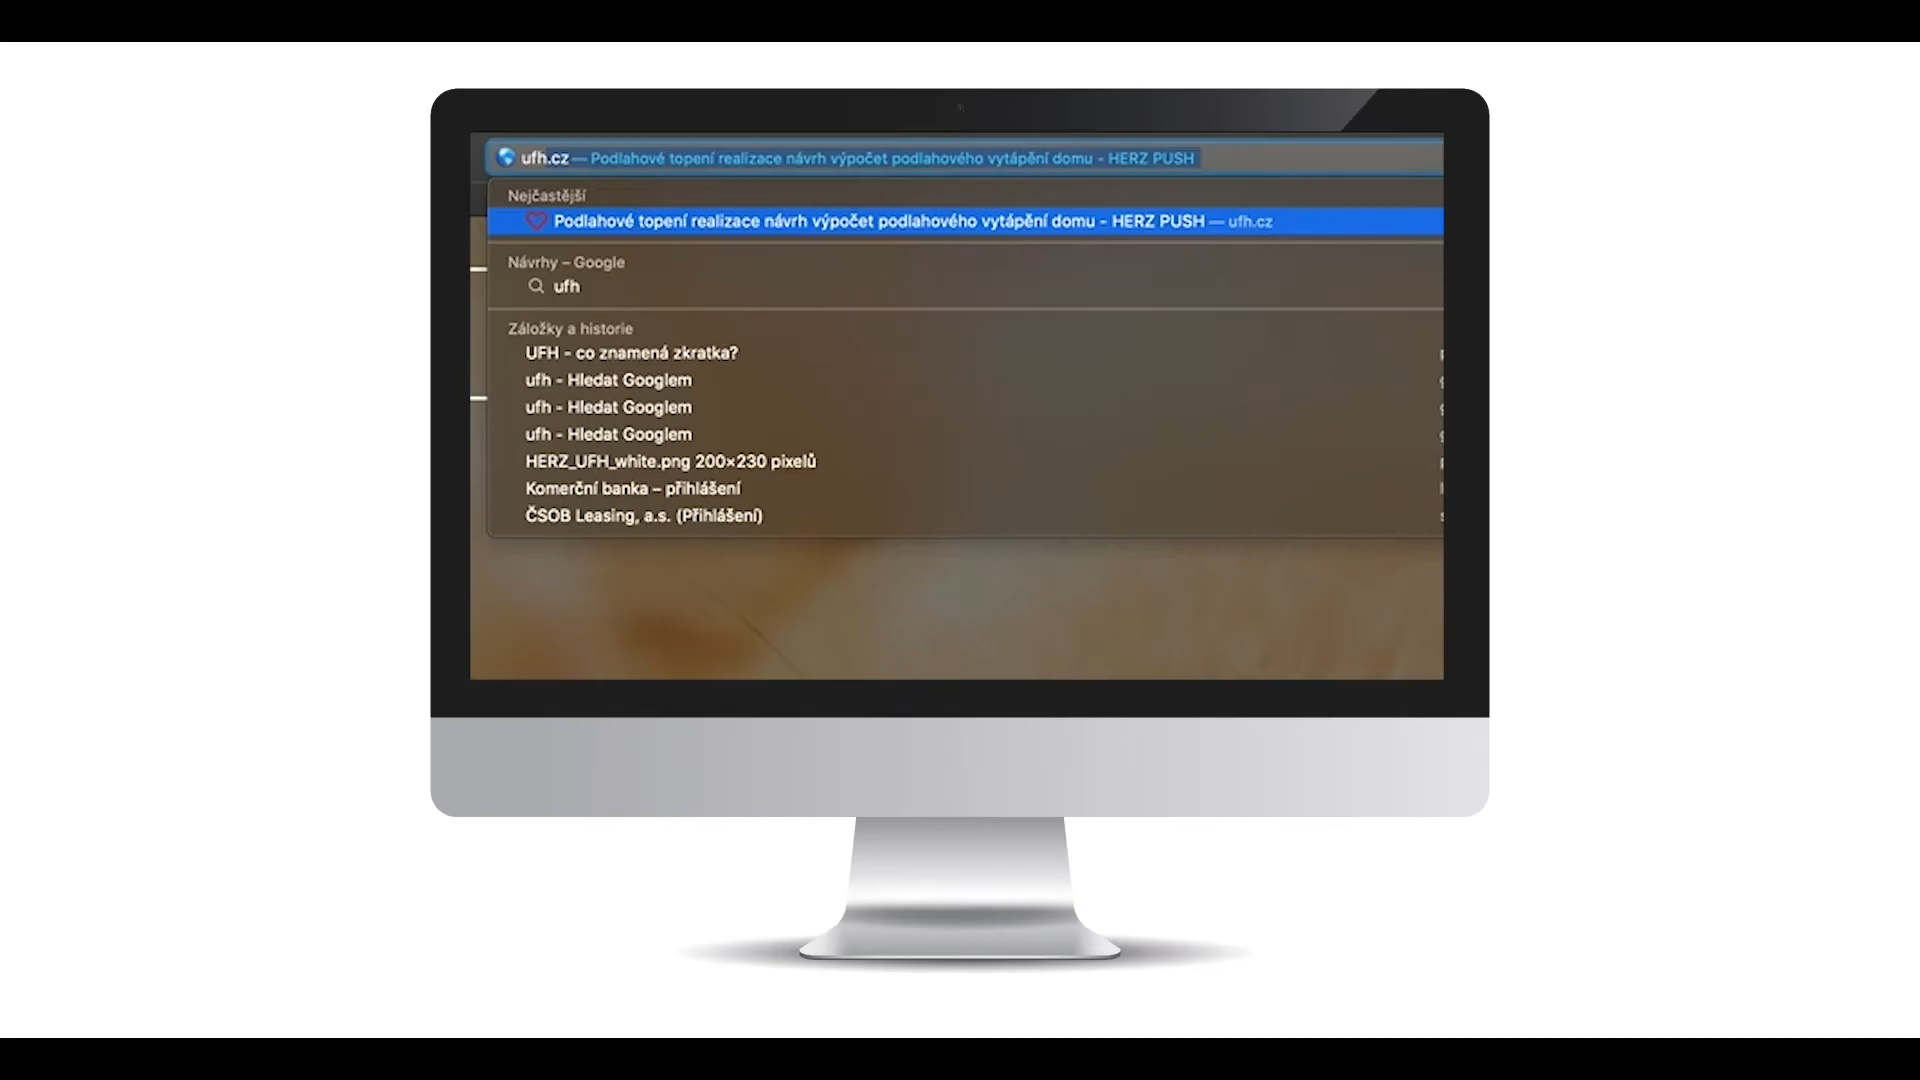 ufh.cz — Podlahové topení realizace návrh výpočet podlahového vytápění domu - HERZ PUSH
Nejčastější
Podlahové topení realizace návrh výpočet podlahového vytápění domu - HERZ PUSH — ufh.cz
Návrhy – Google
ufh
Záložky a historie
UFH - co znamená zkratka?
ufh - Hledat Googlem
ufh - Hledat Googlem
ufh - Hledat Googlem
HERZ_UFH_white.png 200×230 pixelů
Komerční banka – přihlášení
ČSOB Leasing, a.s. (Přihlášení)